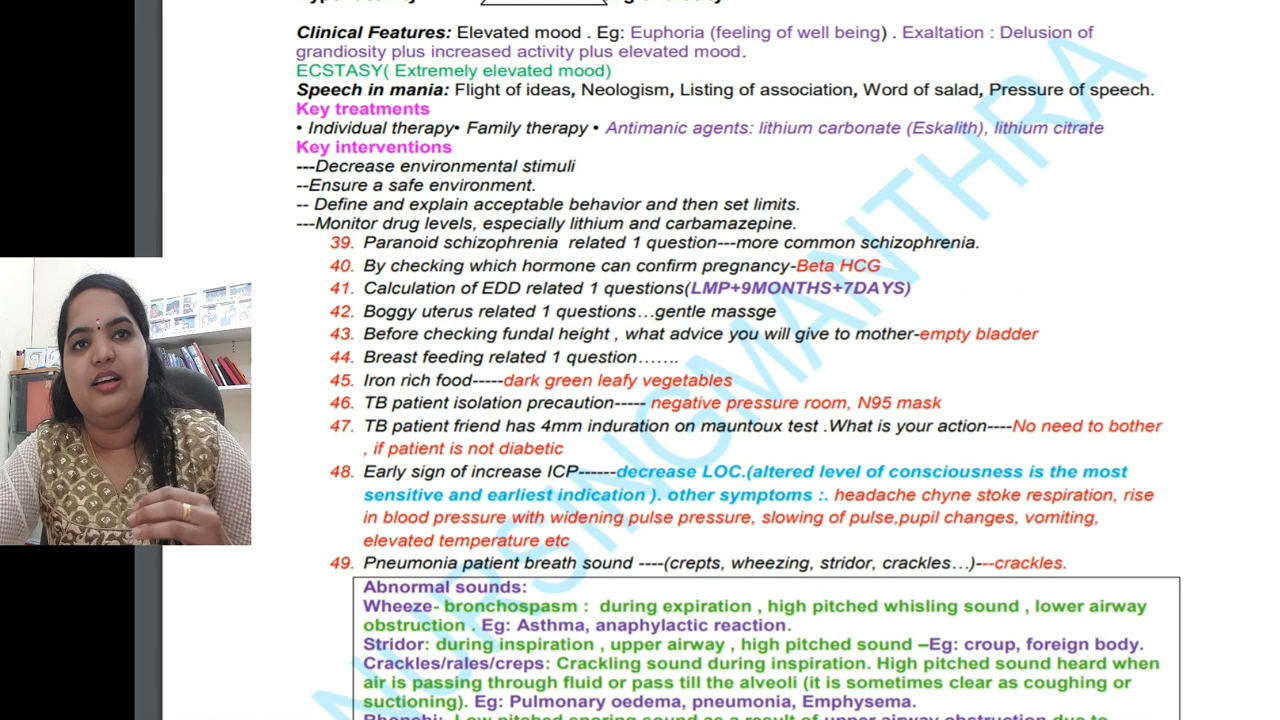 Clinical Features: Elevated mood . Eg: Euphoria (feeling of well being) . Exaltation : Delusion of
grandiosity plus increased activity plus elevated mood.
ECSTASY( Extremely elevated mood)
Speech in mania: Flight of ideas, Neologism, Listing of association, Word of salad, Pressure of speech.
Key treatments
• Individual therapy• Family therapy • Antimanic agents: lithium carbonate (Eskalith), lithium citrate
Key interventions
---Decrease environmental stimuli
--Ensure a safe environment.
-- Define and explain acceptable behavior and then set limits.
---Monitor drug levels, especially lithium and carbamazepine.
39. Paranoid schizophrenia related 1 question---more common schizophrenia.
40. By checking which hormone can confirm pregnancy-Beta HCG
41. Calculation of EDD related 1 questions(LMP+9MONTHS+7DAYS)
42. Boggy uterus related 1 questions…gentle massge
43. Before checking fundal height , what advice you will give to mother-empty bladder
44. Breast feeding related 1 question…….
45. Iron rich food-----dark green leafy vegetables
46. TB patient isolation precaution----- negative pressure room, N95 mask
47. TB patient friend has 4mm induration on mauntoux test .What is your action----No need to bother
, if patient is not diabetic
48. Early sign of increase ICP------decrease LOC.(altered level of consciousness is the most
sensitive and earliest indication ). other symptoms :. headache chyne stoke respiration, rise
in blood pressure with widening pulse pressure, slowing of pulse,pupil changes, vomiting,
elevated temperature etc
49. Pneumonia patient breath sound ----(crepts, wheezing, stridor, crackles…)---crackles.
Abnormal sounds:
Wheeze- bronchospasm : during expiration , high pitched whisling sound , lower airway
obstruction . Eg: Asthma, anaphylactic reaction.
Stridor: during inspiration , upper airway , high pitched sound –Eg: croup, foreign body.
Crackles/rales/creps: Crackling sound during inspiration. High pitched sound heard when
air is passing through fluid or pass till the alveoli (it is sometimes clear as coughing or
suctioning). Eg: Pulmonary oedema, pneumonia, Emphysema.
Rhonchi: Low pitched snoring sound as a result of upper airway obstruction due to
NURSINGMANTHRA